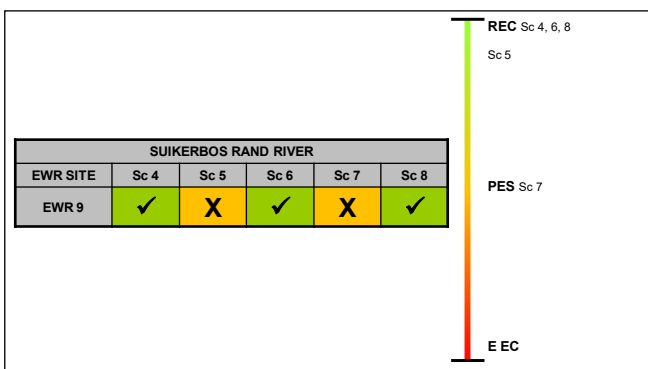 SUIKERBOS RAND RIVER
EWR SITE Sc 4 Sc 5 Sc 6 Sc 7 Sc 8
EWR 9 ✓ X ✓ X ✓
REC Sc 4, 6, 8
Sc 5
PES Sc 7
E EC